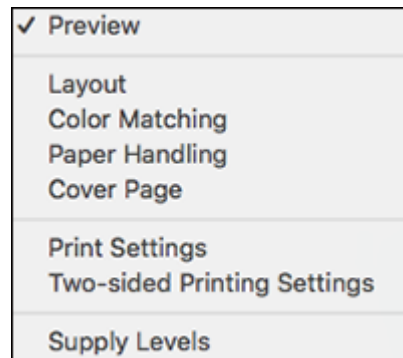 ✓ Preview
Layout
Color Matching
Paper Handling
Cover Page
Print Settings
Two-sided Printing Settings
Supply Levels